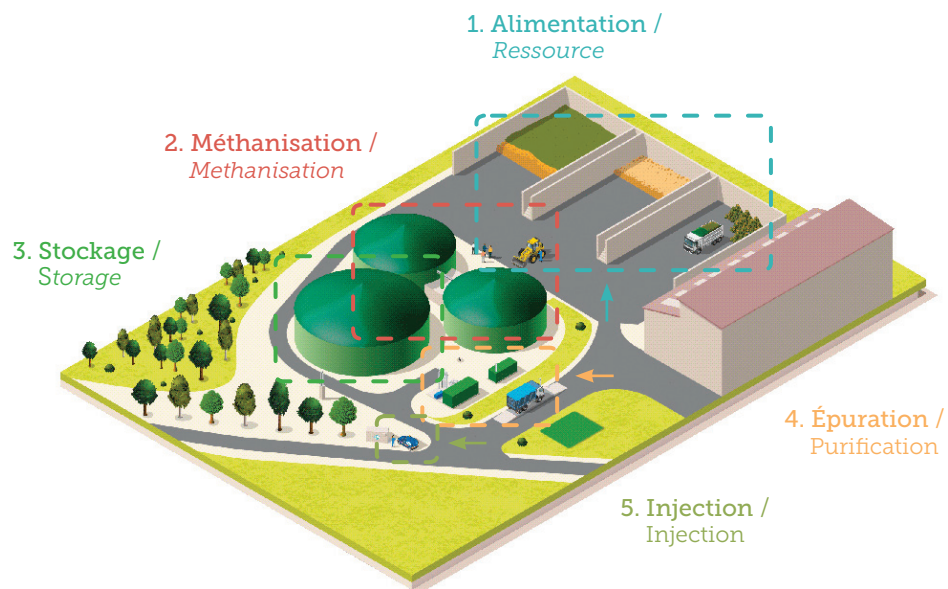 1. Alimentation /
Ressource
2. Méthanisation /
Methanisation
3. Stockage /
Storage
4. Épuration /
Purification
5. Injection /
Injection